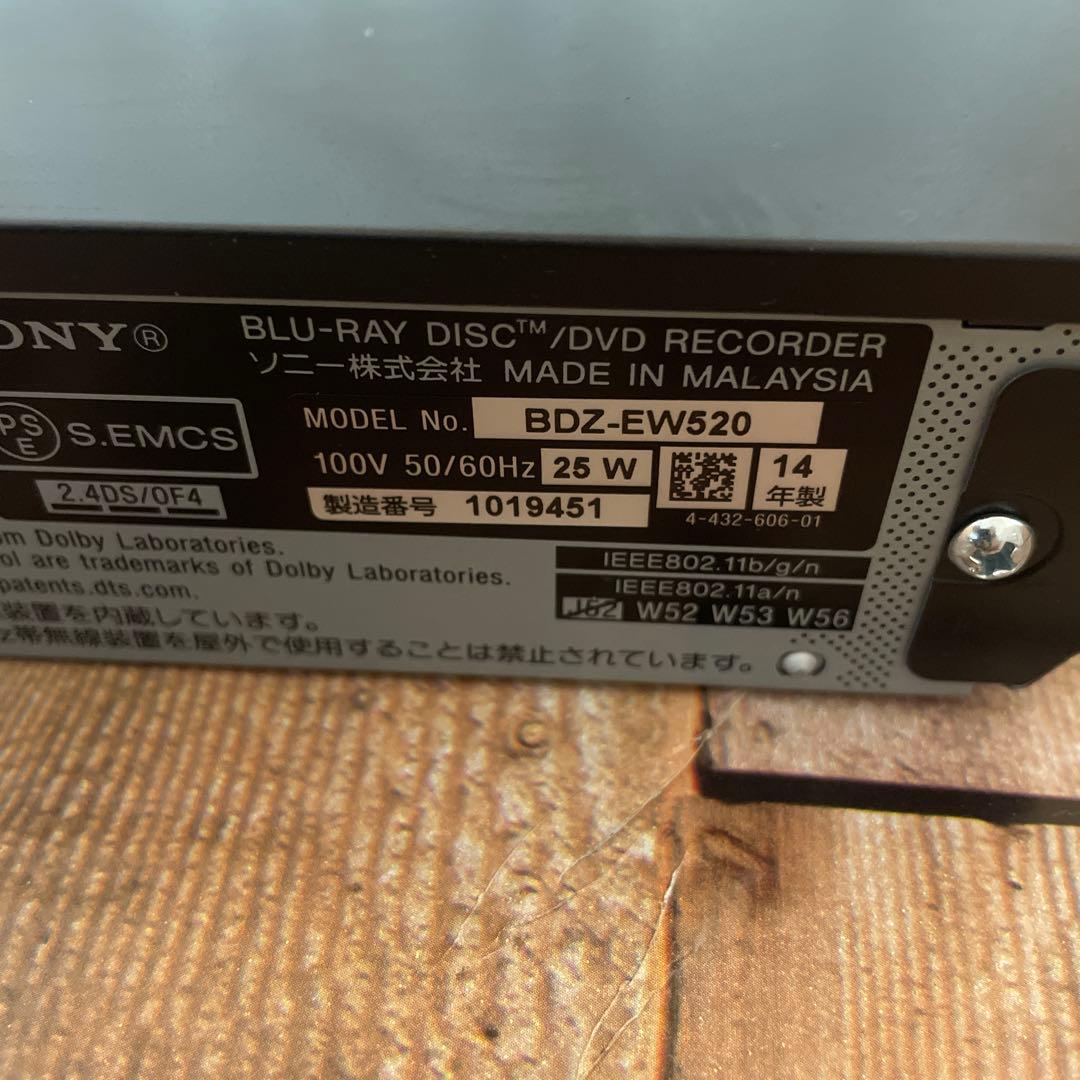 ONY®
BLU-RAY DISC™/DVD RECORDER
ソニー株式会社 MADE IN MALAYSIA
PS
E
S.EMCS
MODEL No. BDZ-EW520
100V 50/60Hz 25 W
14
年製
2.4DS/OF4
製造番号 1019451
4-432-606-01
om Dolby Laboratories.
ol are trademarks of Dolby Laboratories.
patents.dts.com.
装置を内蔵しています。
帯無線装置を屋外で使用することは禁止されています。
IEEE802.11b/g/n
IEEE802.11a/n
J52 W52 W53 W56